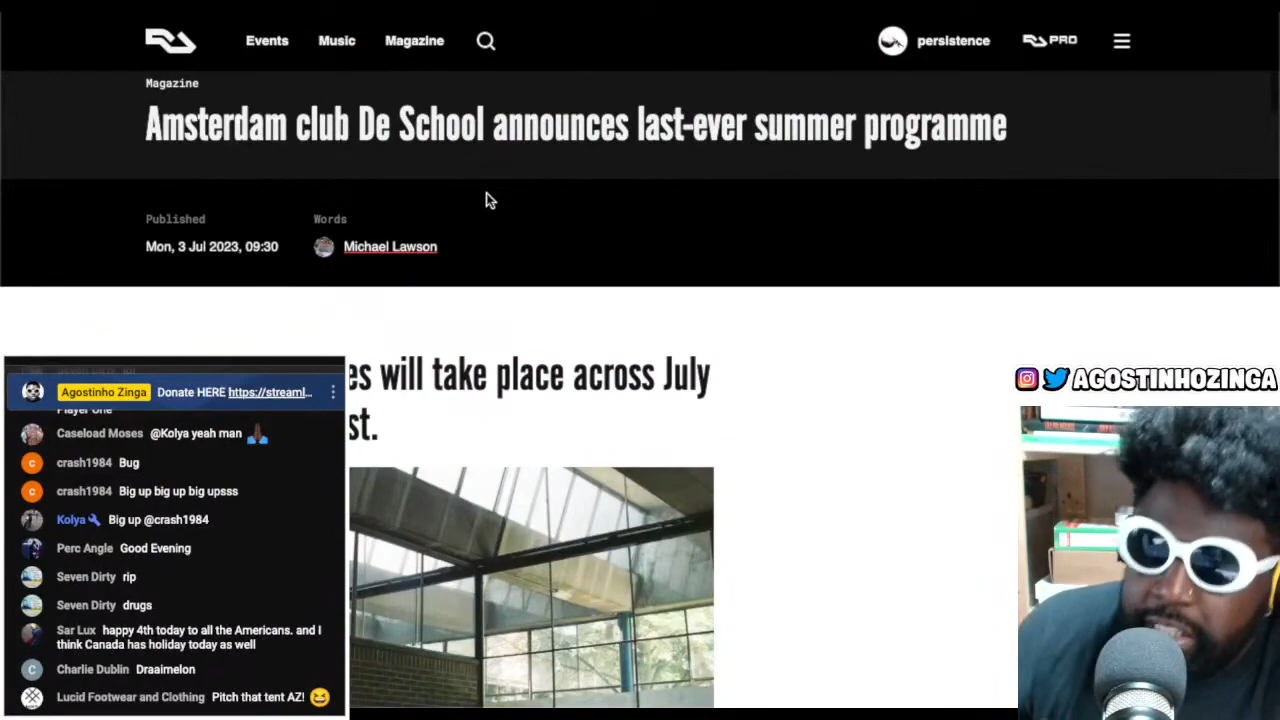 Events Music Magazine persistence PRO
Magazine
Amsterdam club De School announces last-ever summer programme
Published Words
Mon, 3 Jul 2023, 09:30 Michael Lawson
es will take place across July
st.
Agostinho Zinga Donate HERE https://streaml...
Player One
Caseload Moses @Kolya yeah man
crash1984 Bug
crash1984 Big up big up big upsss
Kolya Big up @crash1984
Perc Angle Good Evening
Seven Dirty rip
Seven Dirty drugs
Sar Lux happy 4th today to all the Americans. and I
think Canada has holiday today as well
Charlie Dublin Draaimelon
Lucid Footwear and Clothing Pitch that tent AZ!
AGOSTINHOZINGA